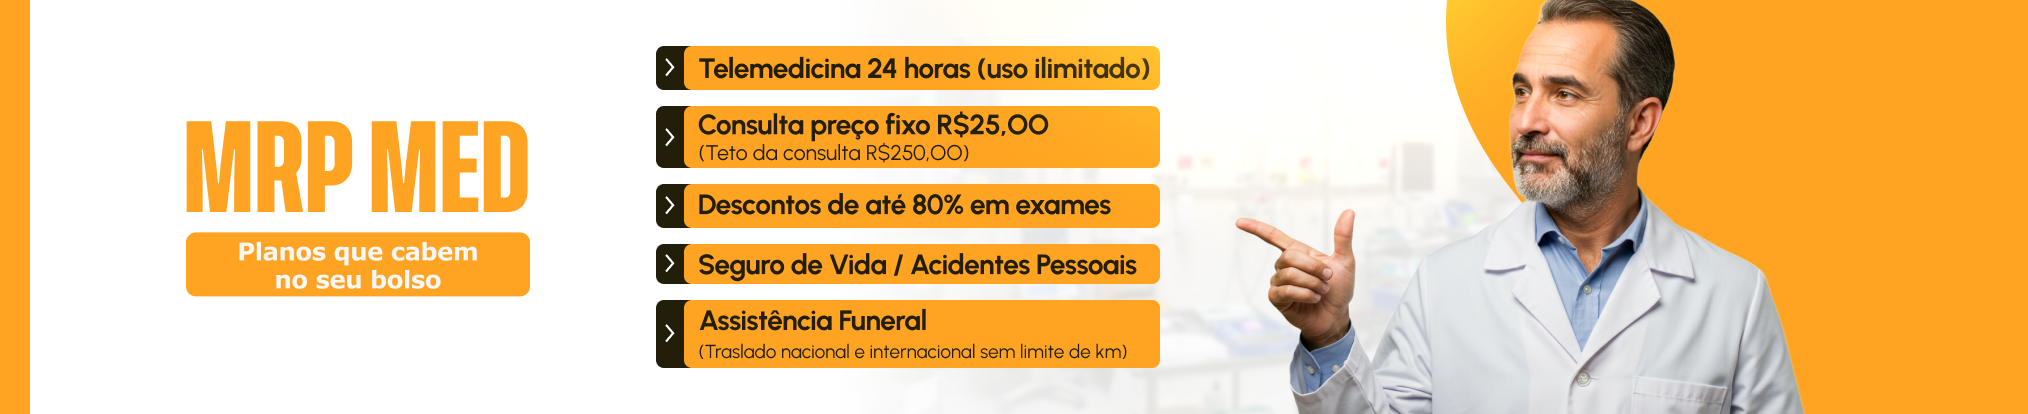 MRP MED
Planos que cabem
no seu bolso
Telemedicina 24 horas (uso ilimitado)
Consulta preço fixo R$25,00
(Teto da consulta R$250,00)
Descontos de até 80% em exames
Seguro de Vida / Acidentes Pessoais
Assistência Funeral
(Traslado nacional e internacional sem limite de km)